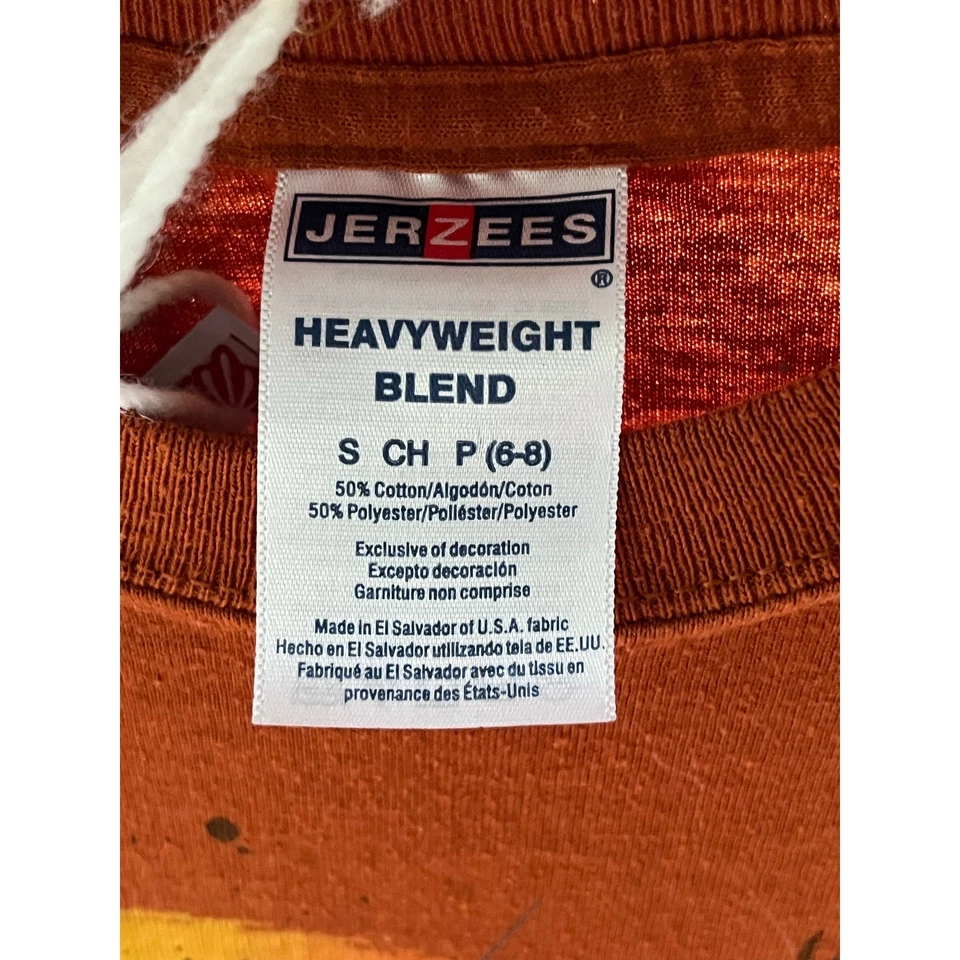 JERZEES
®
HEAVYWEIGHT
BLEND
S CH P (6-8)
50% Cotton/Algodón/Coton
50% Polyester/Poliéster/Polyester
Exclusive of decoration
Excepto decoración
Garniture non comprise
Made in El Salvador of U.S.A. fabric
Hecho en El Salvador utilizando tela de EE.UU.
Fabriqué au El Salvador avec du tissu en
provenance des États-Unis